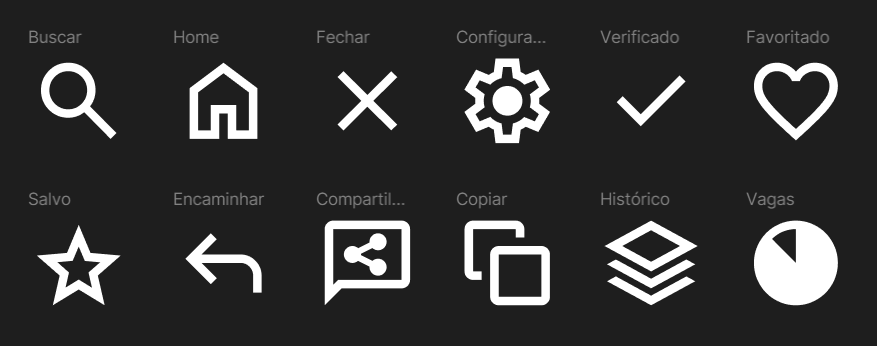 Buscar
Home
Fechar
Configura...
Verificado
Favoritado
Salvo
Encaminhar
Compartil...
Copiar
Histórico
Vagas